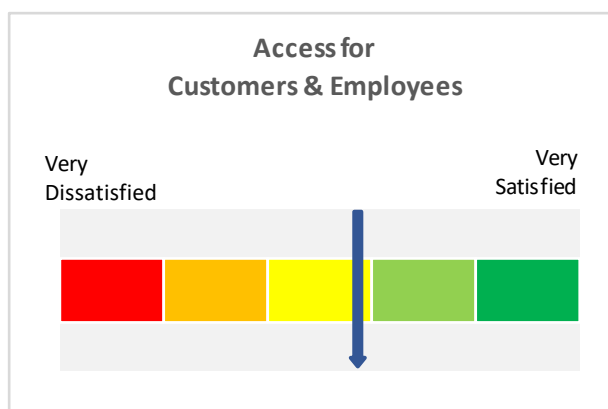 Access for
Customers & Employees
Very
Dissatisfied
Very
Satisfied